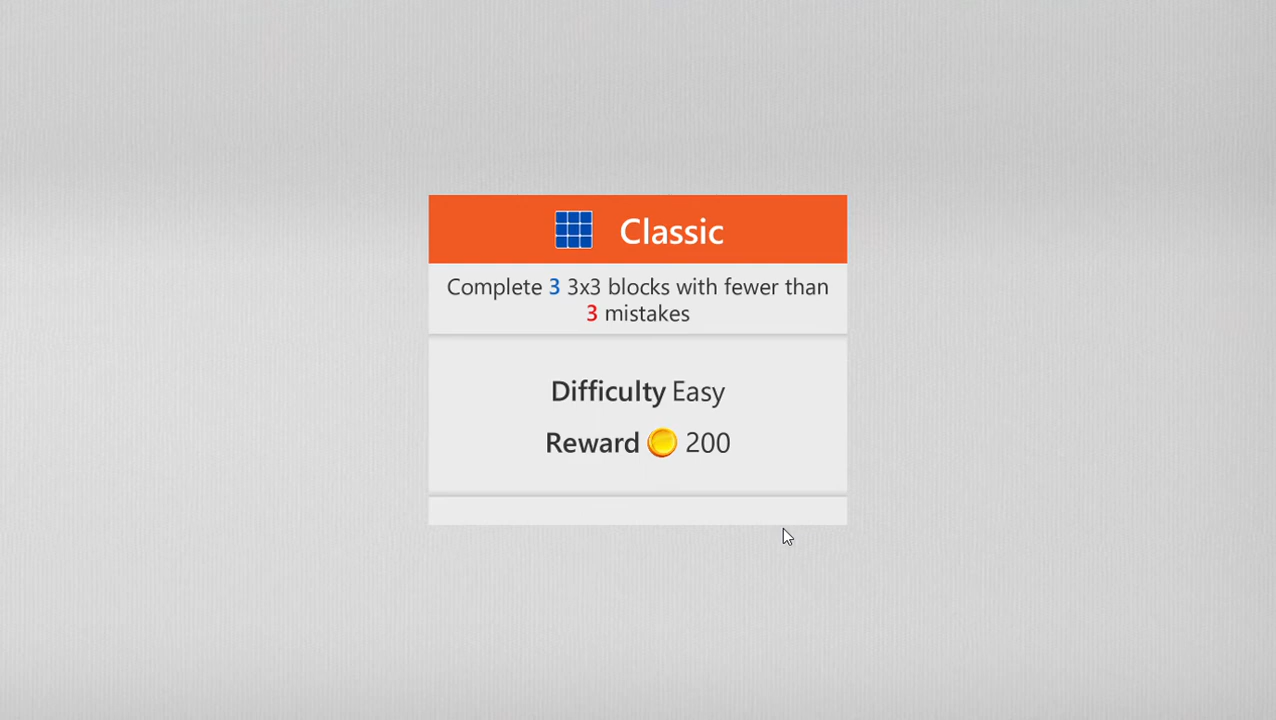 Classic
Complete 3 3x3 blocks with fewer than
3 mistakes
Difficulty Easy
Reward 200